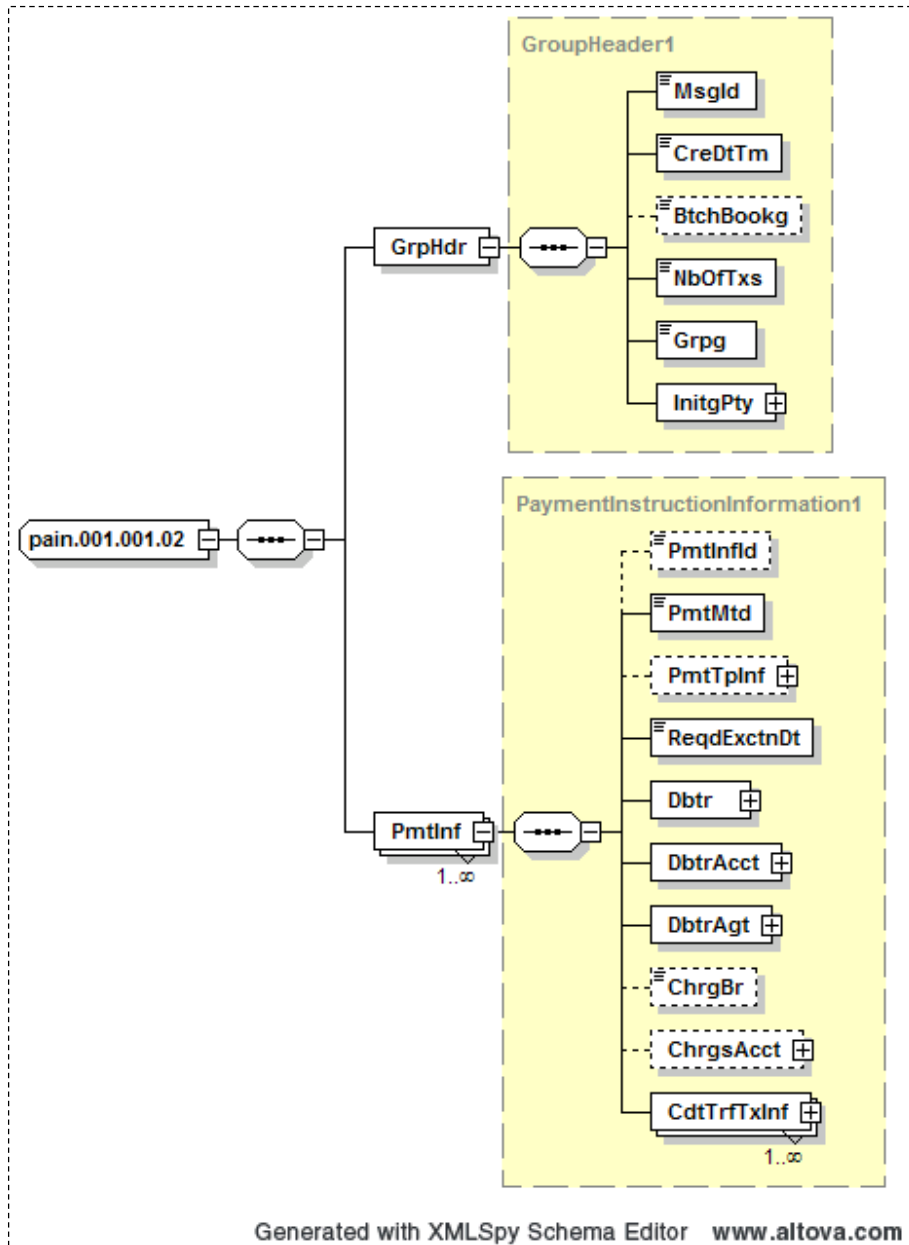 GroupHeader1
MsgId
CreDtTm
BtchBookg
GrpHdr
NbOfTxs
Grpg
InitgPty
PaymentInstructionInformation1
pain.001.001.02
PmtInfId
PmtMtd
PmtTpInf
ReqdExctnDt
Dbtr
PmtInf
1..∞
DbtrAcct
DbtrAgt
ChrgBr
ChrgsAcct
CdtTrfTxInf
1..∞
Generated with XMLSpy Schema Editor www.altova.com